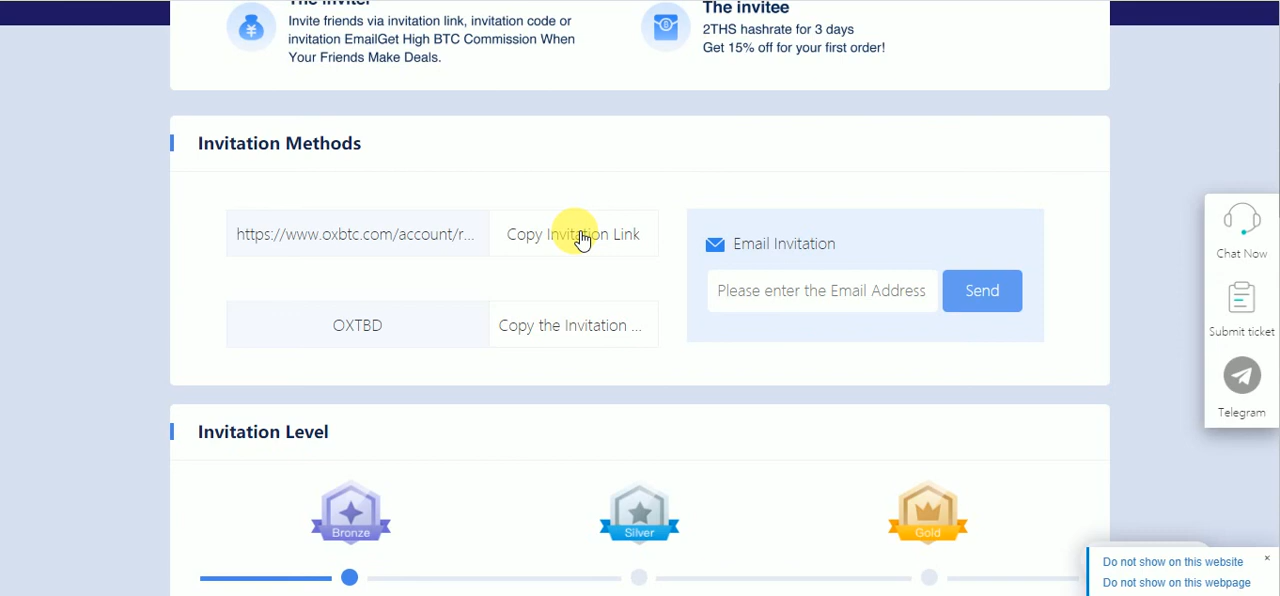 The inviter
Invite friends via invitation link, invitation code or
invitation EmailGet High BTC Commission When
Your Friends Make Deals.
The invitee
2THS hashrate for 3 days
Get 15% off for your first order!
Invitation Methods
https://www.oxbtc.com/account/r...
Copy Invitation Link
OXTBD
Copy the Invitation ...
Email Invitation
Please enter the Email Address
Send
Chat Now
Submit ticket
Telegram
Invitation Level
Bronze
Silver
Gold
Do not show on this website
Do not show on this webpage